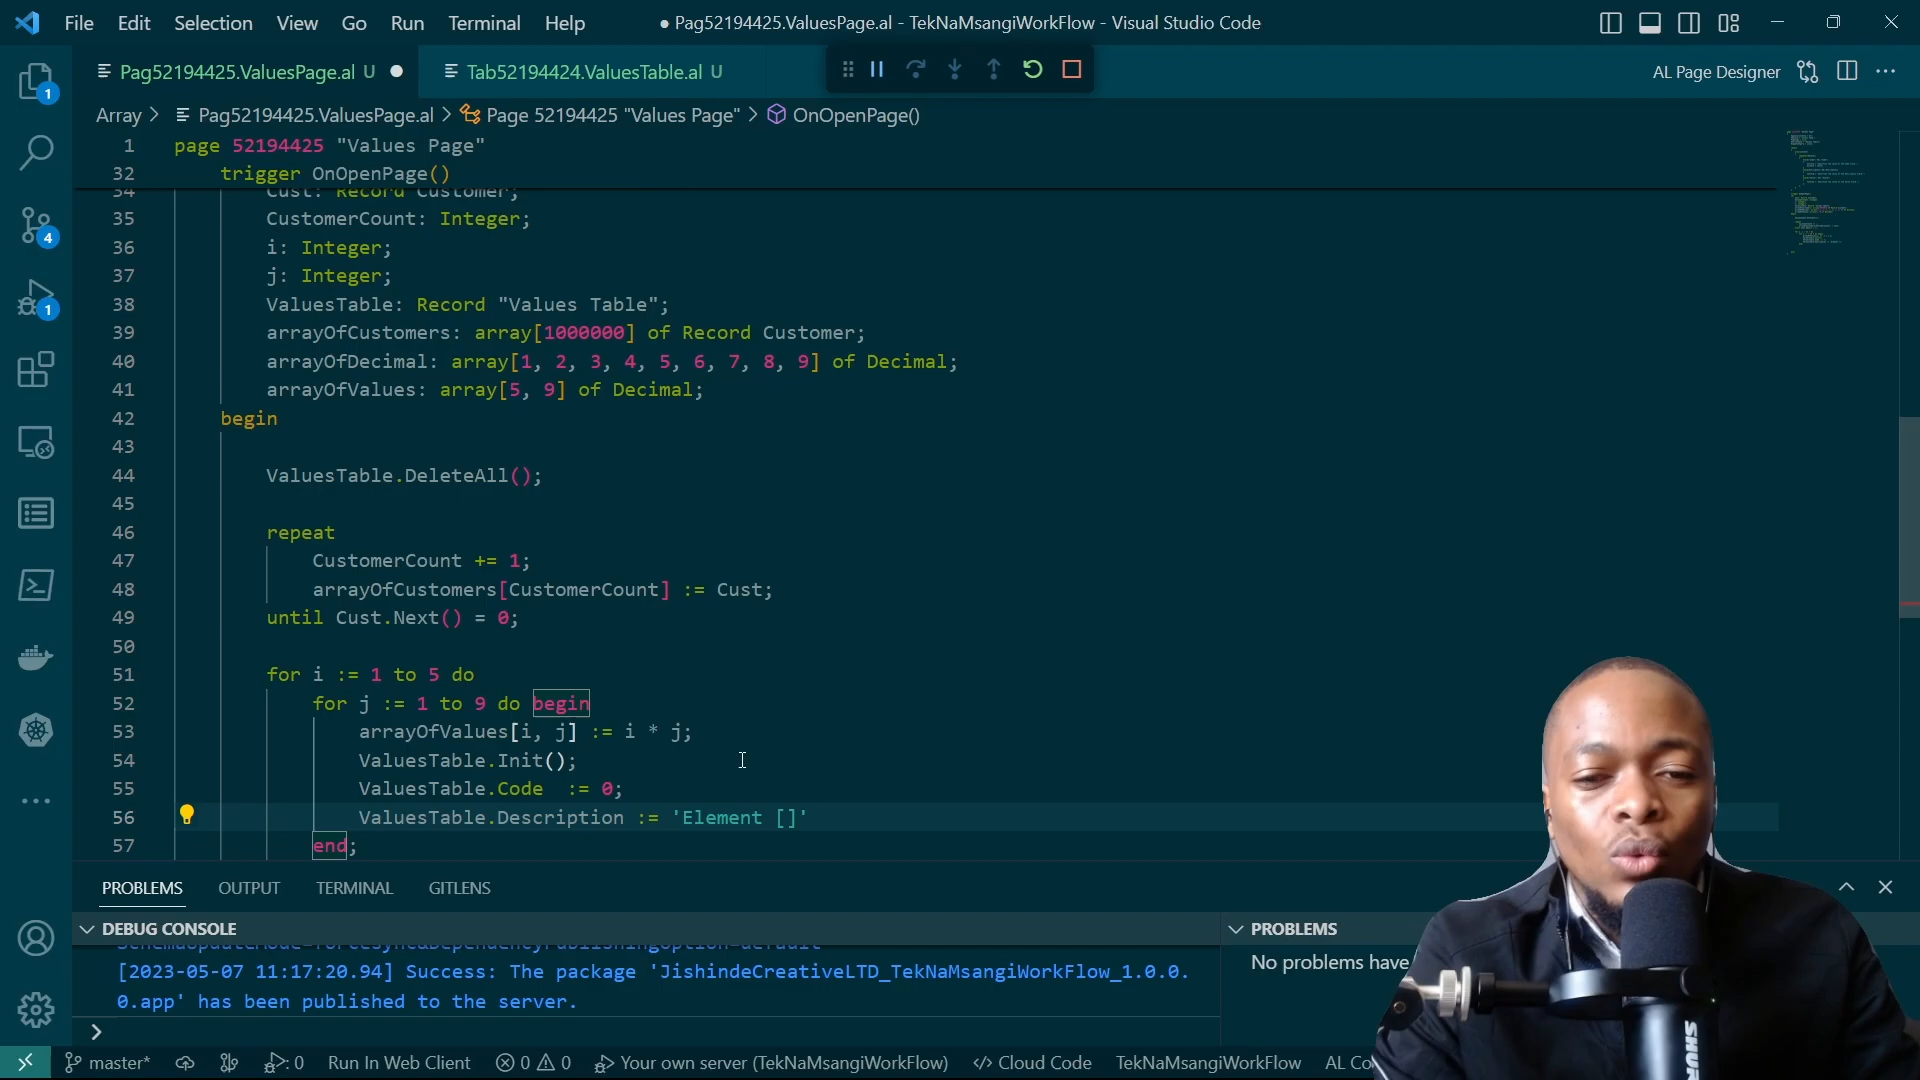 File Edit Selection View Go Run Terminal Help ● Pag52194425.ValuesPage.al - TekNaMsangiWorkFlow - Visual Studio Code
Pag52194425.ValuesPage.al U ● Tab52194424.ValuesTable.al U AL Page Designer
Array > Pag52194425.ValuesPage.al > Page 52194425 "Values Page" > OnOpenPage()
1 page 52194425 "Values Page"
32 trigger OnOpenPage()
34 Cust: Record Customer;
35 CustomerCount: Integer;
36 i: Integer;
37 j: Integer;
38 ValuesTable: Record "Values Table";
39 arrayOfCustomers: array[1000000] of Record Customer;
40 arrayOfDecimal: array[1, 2, 3, 4, 5, 6, 7, 8, 9] of Decimal;
41 arrayOfValues: array[5, 9] of Decimal;
42 begin
43
44 ValuesTable.DeleteAll();
45
46 repeat
47 CustomerCount += 1;
48 arrayOfCustomers[CustomerCount] := Cust;
49 until Cust.Next() = 0;
50
51 for i := 1 to 5 do
52 for j := 1 to 9 do begin
53 arrayOfValues[i, j] := i * j;
54 ValuesTable.Init();
55 ValuesTable.Code := 0;
56 ValuesTable.Description := 'Element []'
57 end;
1
4
1
PROBLEMS OUTPUT TERMINAL GITLENS
DEBUG CONSOLE
[2023-05-07 11:17:20.94] Success: The package 'JishindeCreativeLTD_TekNaMsangiWorkFlow_1.0.0.
0.app' has been published to the server.
PROBLEMS
No problems have
master* 0 Run In Web Client 0 0 Your own server (TekNaMsangiWorkFlow) Cloud Code TekNaMsangiWorkFlow AL Co
SHURE